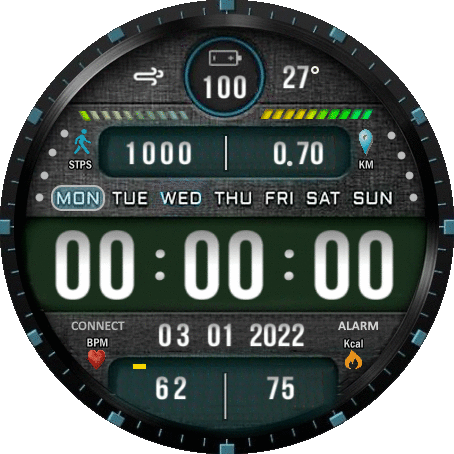 100 27°
1000 0.70
STPS KM
MON TUE WED THU FRI SAT SUN
00:00:00
CONNECT 03 01 2022 ALARM
BPM Kcal
62 75